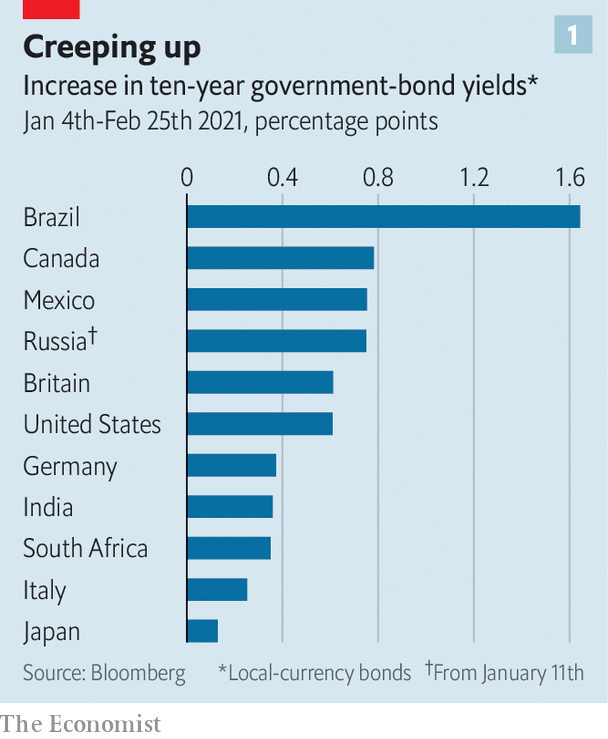 1
Creeping up
Increase in ten-year government-bond yields*
Jan 4th-Feb 25th 2021, percentage points
0 0.4 0.8 1.2 1.6
Brazil
Canada
Mexico
Russia†
Britain
United States
Germany
India
South Africa
Italy
Japan
Source: Bloomberg *Local-currency bonds †From January 11th
The Economist